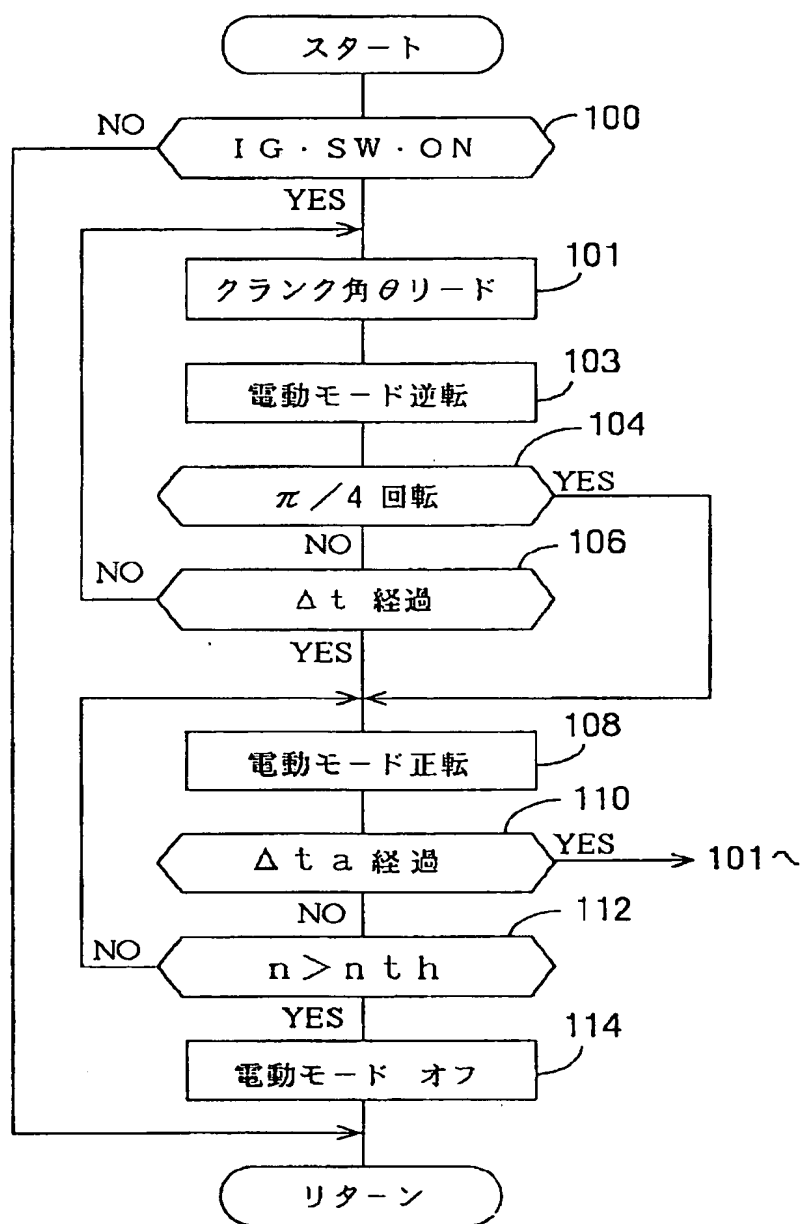 スタート
NO
100
IG・SW・ON
YES
101
クランク角θリード
103
電動モード逆転
104
π/4 回転
YES
NO
106
NO
Δt 経過
YES
108
電動モード正転
110
Δta 経過
YES
101へ
NO
112
NO
n>nth
YES
114
電動モード オフ
リターン